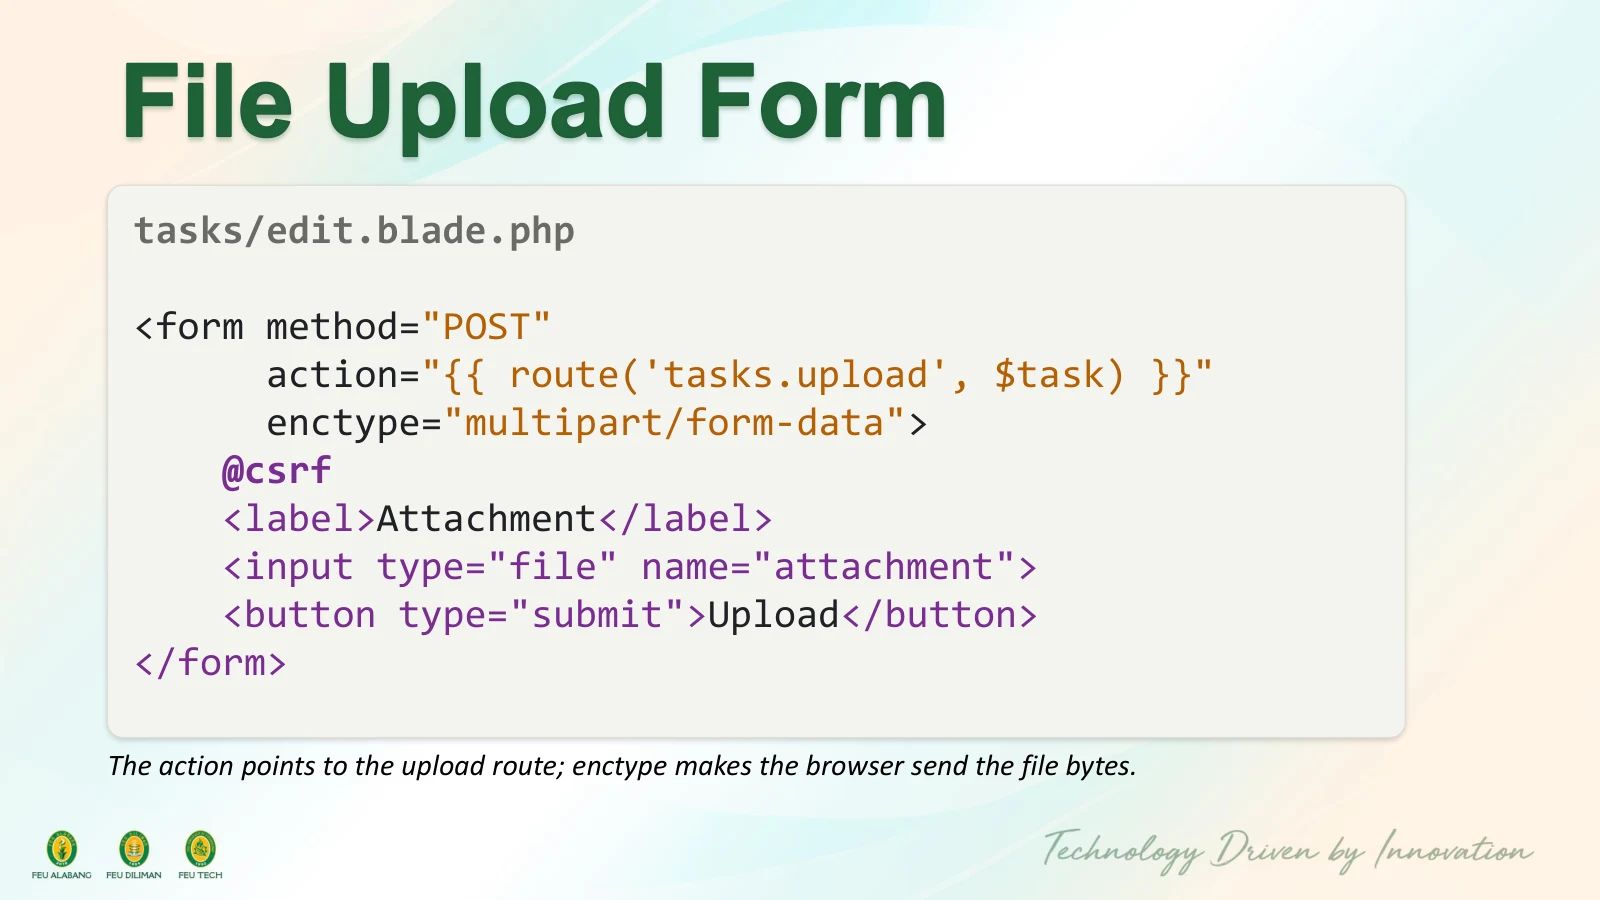 File Upload Form
tasks/edit.blade.php
<form method="POST"
      action="{{ route('tasks.upload', $task) }}"
      enctype="multipart/form-data">
    @csrf
    <label>Attachment</label>
    <input type="file" name="attachment">
    <button type="submit">Upload</button>
</form>
The action points to the upload route; enctype makes the browser send the file bytes.
FEU ALABANG FEU DILIMAN FEU TECH
Technology Driven by Innovation